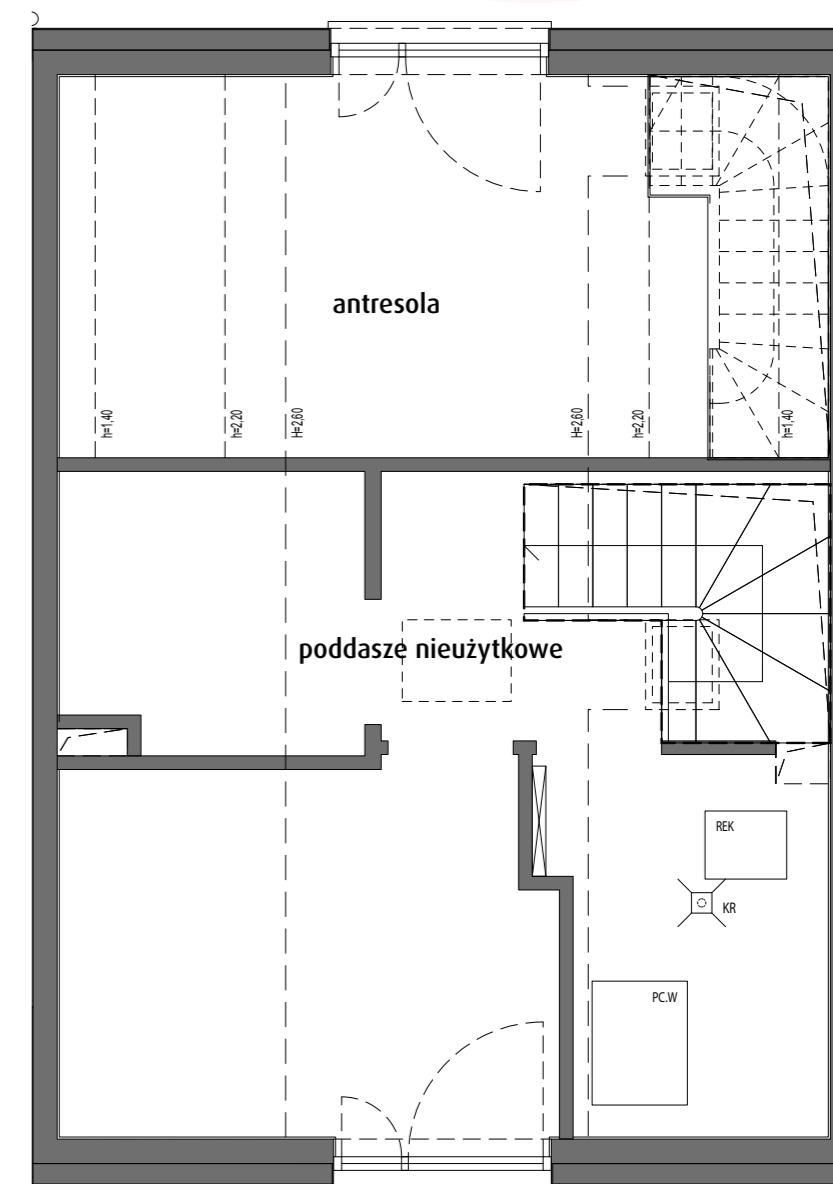 antresola
h=1,40
h=2,20
H=2,60
H=2,60
h=2,20
h=1,40
poddasze nieużytkowe
REK
KR
PC.W